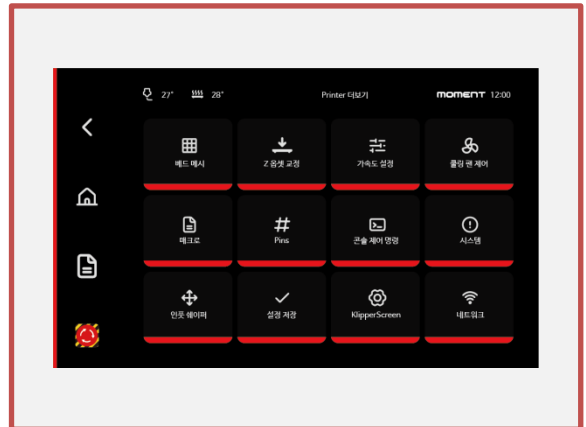 27° 28° Printer 더보기 moment 12:00
베드 메시 Z 옵셋 교정 가속도 설정 쿨링 팬 제어
매크로 Pins 콘솔 제어 명령 시스템
인풋 쉐이퍼 설정 저장 KlipperScreen 네트워크